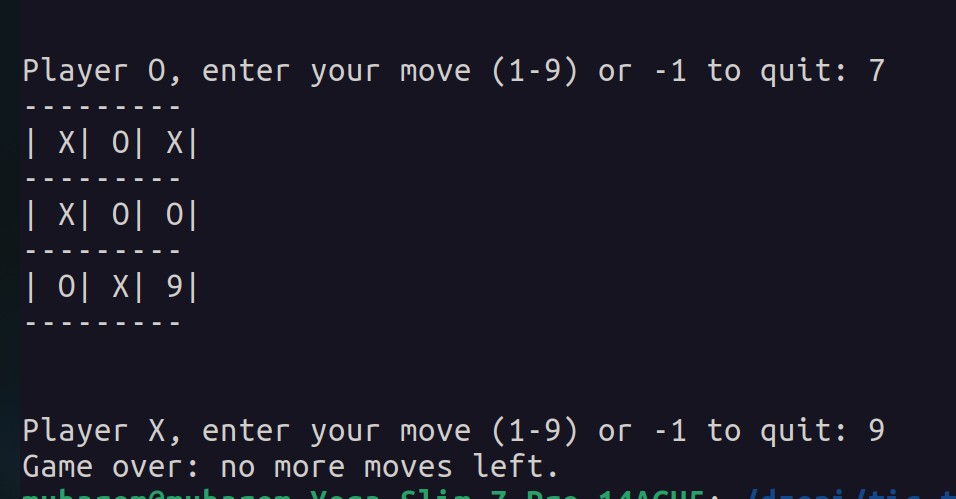 Player O, enter your move (1-9) or -1 to quit: 7
---------
| X| O| X|
---------
| X| O| O|
---------
| O| X| 9|
---------
Player X, enter your move (1-9) or -1 to quit: 9
Game over: no more moves left.